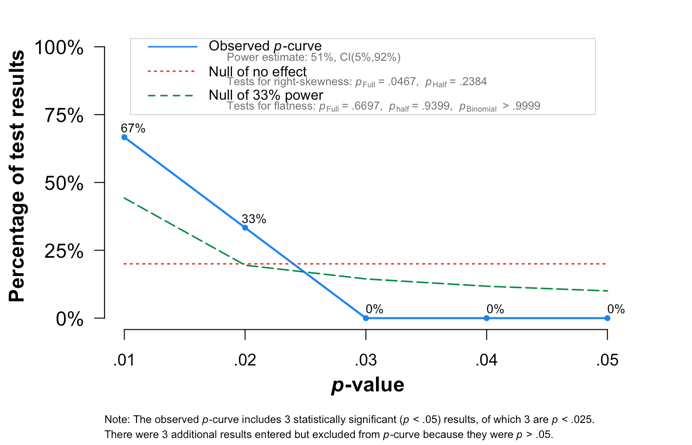 Percentage of test results
100%
75%
50%
25%
0%
Observed p-curve
Power estimate: 51%, CI(5%,92%)
Null of no effect
Tests for right-skewness: pFull = .0467, pHalf = .2384
Null of 33% power
Tests for flatness: pFull = .6697, phalf = .9399, pBinomial > .9999
67%
33%
0%
0%
0%
.01
.02
.03
.04
.05
p-value
Note: The observed p-curve includes 3 statistically significant (p < .05) results, of which 3 are p < .025.
There were 3 additional results entered but excluded from p-curve because they were p > .05.